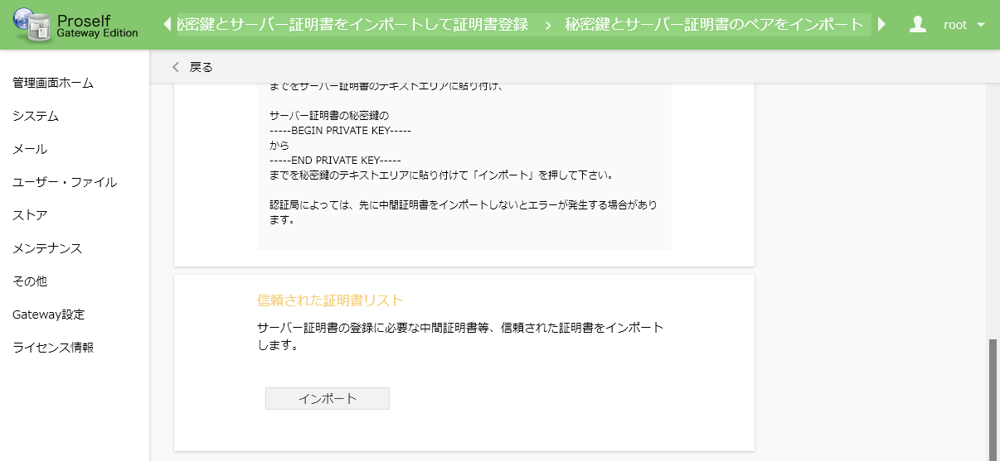 Proself
Gateway Edition
秘密鍵とサーバー証明書をインポートして証明書登録 › 秘密鍵とサーバー証明書のペアをインポート
root
戻る
管理画面ホーム
システム
メール
ユーザー・ファイル
ストア
メンテナンス
その他
Gateway設定
ライセンス情報
までをサーバー証明書のテキストエリアに貼り付け、
サーバー証明書の秘密鍵の
-----BEGIN PRIVATE KEY-----
から
-----END PRIVATE KEY-----
までを秘密鍵のテキストエリアに貼り付けて「インポート」を押して下さい。
認証局によっては、先に中間証明書をインポートしないとエラーが発生する場合があり
ます。
信頼された証明書リスト
サーバー証明書の登録に必要な中間証明書等、信頼された証明書をインポート
します。
インポート